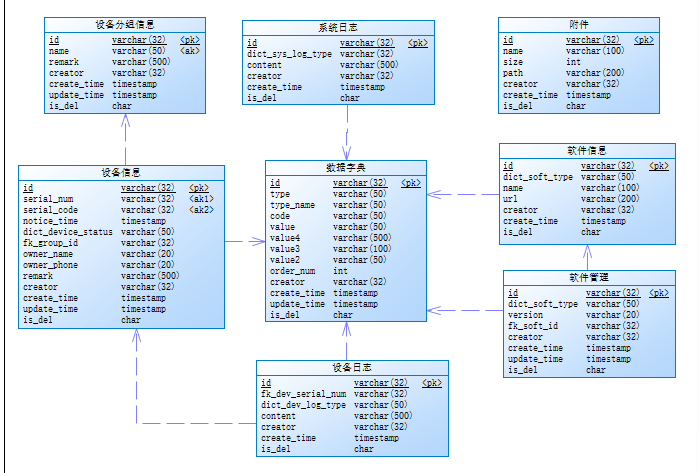 设备分组信息
id varchar(32) <pk>
name varchar(50) <ak>
remark varchar(500)
creator varchar(32)
create_time timestamp
update_time timestamp
is_del char
系统日志
id varchar(32) <pk>
dict_sys_log_type varchar(32)
content varchar(500)
creator varchar(32)
create_time timestamp
is_del char
附件
id varchar(32) <pk>
name varchar(100)
size int
path varchar(200)
creator varchar(32)
create_time timestamp
is_del char
设备信息
id varchar(32) <pk>
serial_num varchar(32) <ak1>
serial_code varchar(32) <ak2>
notice_time timestamp
dict_device_status varchar(50)
fk_group_id varchar(32)
owner_name varchar(20)
owner_phone varchar(20)
remark varchar(500)
creator varchar(32)
create_time timestamp
update_time timestamp
is_del char
数据字典
id varchar(32) <pk>
type varchar(50)
type_name varchar(50)
code varchar(50)
value varchar(50)
value4 varchar(500)
value3 varchar(100)
value2 varchar(50)
order_num int
creator varchar(32)
create_time timestamp
update_time timestamp
is_del char
软件信息
id varchar(32) <pk>
dict_soft_type varchar(50)
name varchar(100)
url varchar(200)
creator varchar(32)
create_time timestamp
is_del char
软件管理
id varchar(32) <pk>
dict_soft_type varchar(50)
version varchar(20)
fk_soft_id varchar(32)
creator varchar(32)
create_time timestamp
update_time timestamp
is_del char
设备日志
id varchar(32) <pk>
fk_dev_serial_num varchar(32)
dict_dev_log_type varchar(50)
content varchar(500)
creator varchar(32)
create_time timestamp
is_del char